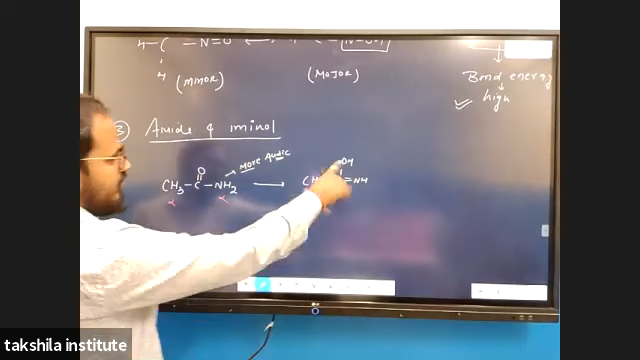 H-C -N=O
H
(MINOR)
(MAJOR)
Bond energy
high
③ Amide & iminol
CH3-C-NH2
O
More Acidic
OH
=NH
α α
takshila institute